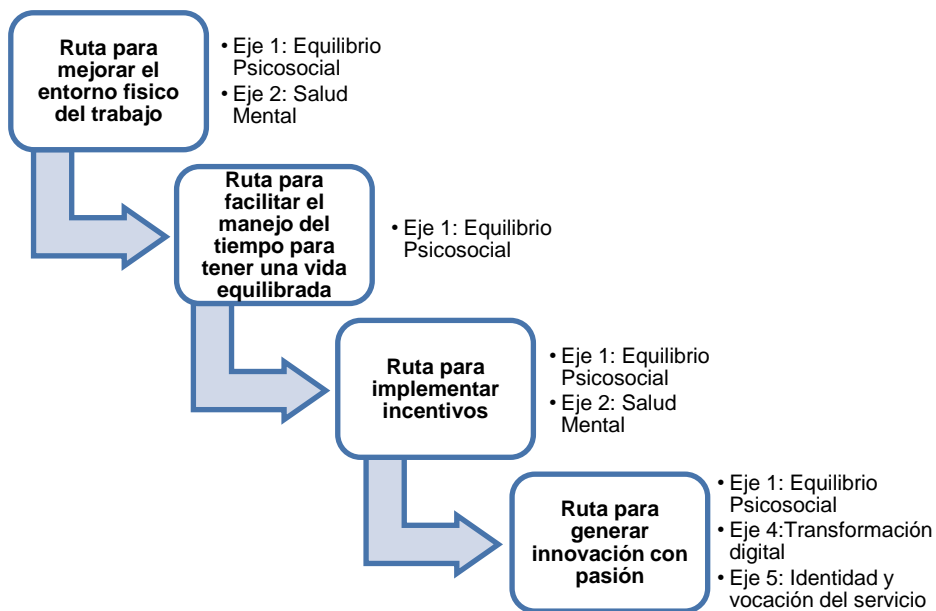 Ruta para
mejorar el
entorno fisico
del trabajo
• Eje 1: Equilibrio
Psicosocial
• Eje 2: Salud
Mental
Ruta para
facilitar el
manejo del
tiempo para
tener una vida
equilibrada
• Eje 1: Equilibrio
Psicosocial
Ruta para
implementar
incentivos
• Eje 1: Equilibrio
Psicosocial
• Eje 2: Salud
Mental
Ruta para
generar
innovación con
pasión
• Eje 1: Equilibrio
Psicosocial
• Eje 4:Transformación
digital
• Eje 5: Identidad y
vocación del servicio